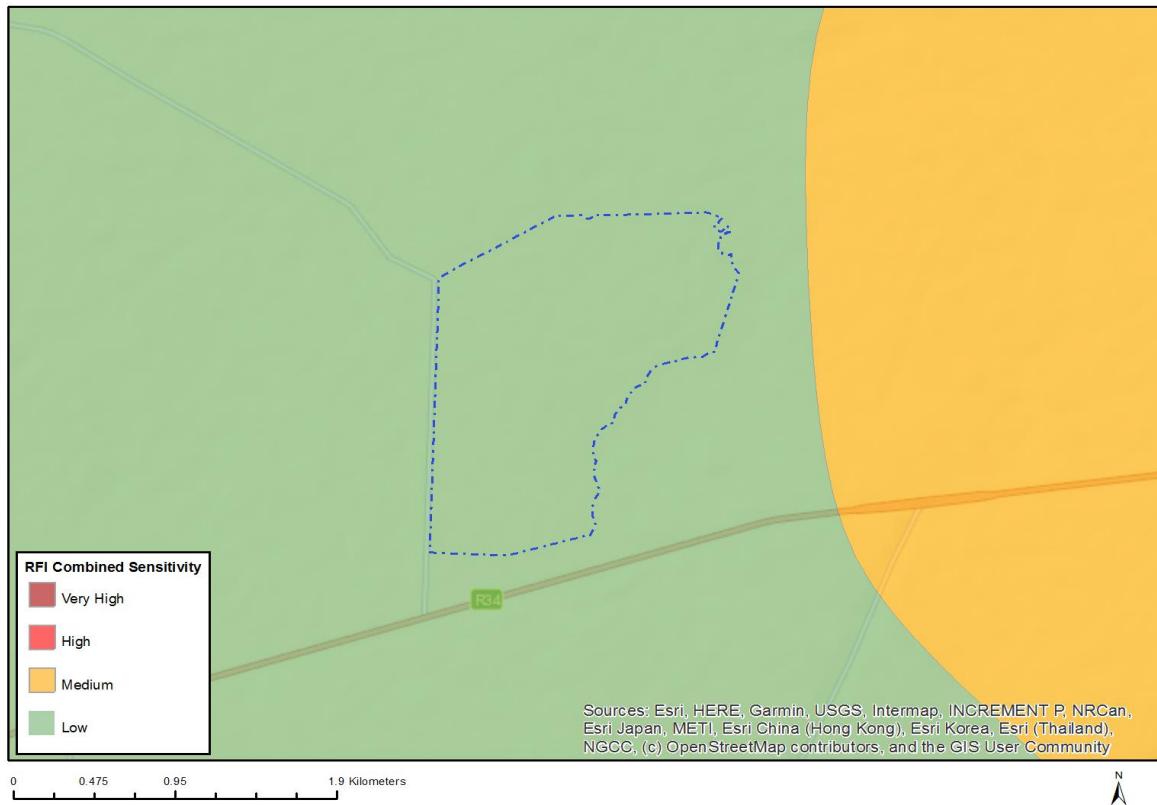 R34
RFI Combined Sensitivity
Very High
High
Medium
Low
Sources: Esri, HERE, Garmin, USGS, Intermap, INCREMENT P, NRCan,
Esri Japan, METI, Esri China (Hong Kong), Esri Korea, Esri (Thailand),
NGCC, (c) OpenStreetMap contributors, and the GIS User Community
0 0.475 0.95 1.9 Kilometers
N